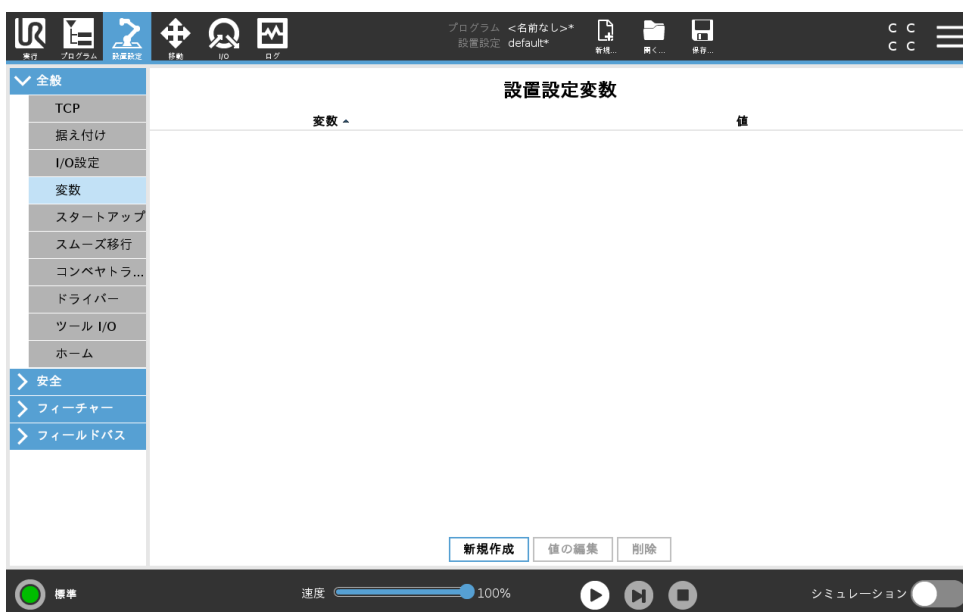 UR
実行
プログラム
設置設定
移動
I/O
ログ
プログラム <名前なし>*
設置設定 default*
新規...
開く...
保存...
C C
C C
全般
TCP
据え付け
I/O設定
変数
スタートアップ
スムーズ移行
コンベヤトラ...
ドライバー
ツール I/O
ホーム
安全
フィーチャー
フィールドバス
設置設定変数
変数
値
新規作成
値の編集
削除
標準
速度
100%
シミュレーション